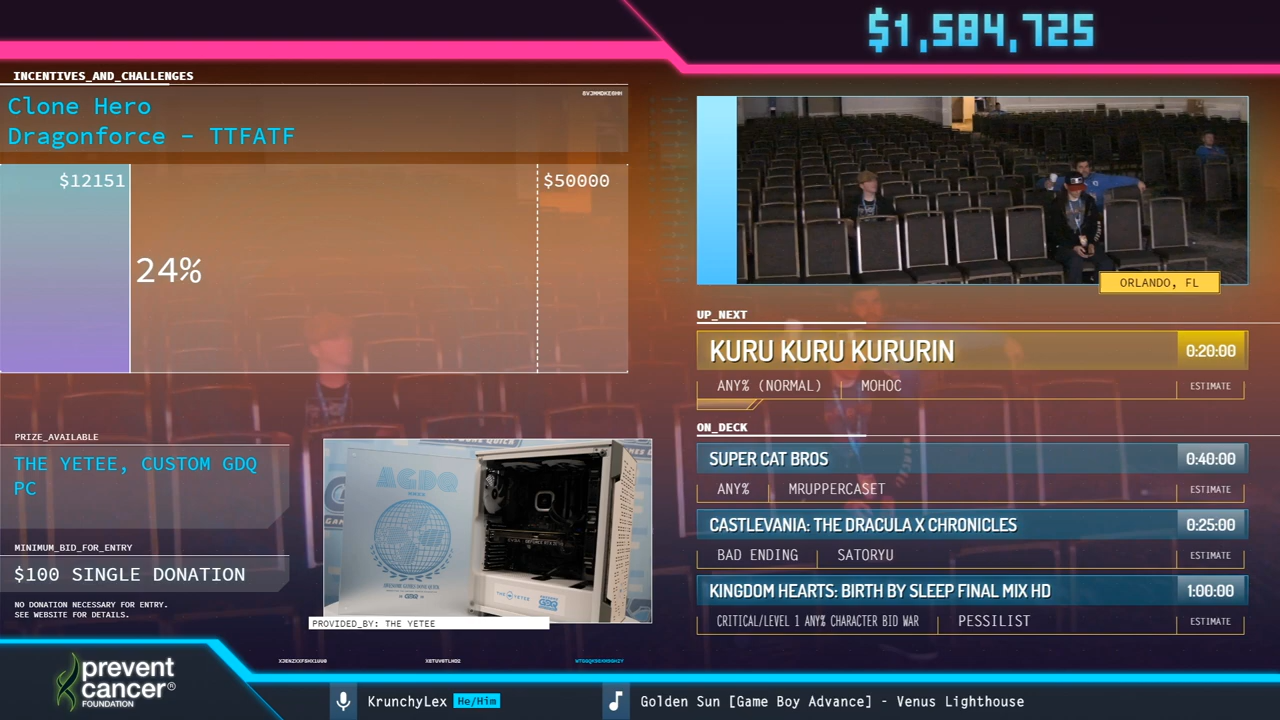 $1,584,725
INCENTIVES_AND_CHALLENGES
Clone Hero
Dragonforce - TTFATF
$12151
$50000
24%
ORLANDO, FL
UP_NEXT
KURU KURU KURURIN
0:20:00
ANY% (NORMAL)
MOHOC
ESTIMATE
ON_DECK
SUPER CAT BROS
0:40:00
ANY%
MRUPPERCASET
ESTIMATE
CASTLEVANIA: THE DRACULA X CHRONICLES
0:25:00
BAD ENDING
SATORYU
ESTIMATE
KINGDOM HEARTS: BIRTH BY SLEEP FINAL MIX HD
1:00:00
CRITICAL/LEVEL 1 ANY% CHARACTER BID WAR
PESSILIST
ESTIMATE
PRIZE_AVAILABLE
THE YETEE, CUSTOM GDQ
PC
MINIMUM_BID_FOR_ENTRY
$100 SINGLE DONATION
NO DONATION NECESSARY FOR ENTRY.
SEE WEBSITE FOR DETAILS.
AGDQ
PROVIDED_BY: THE YETEE
prevent
cancer®
FOUNDATION
KrunchyLex
He/Him
Golden Sun [Game Boy Advance] - Venus Lighthouse